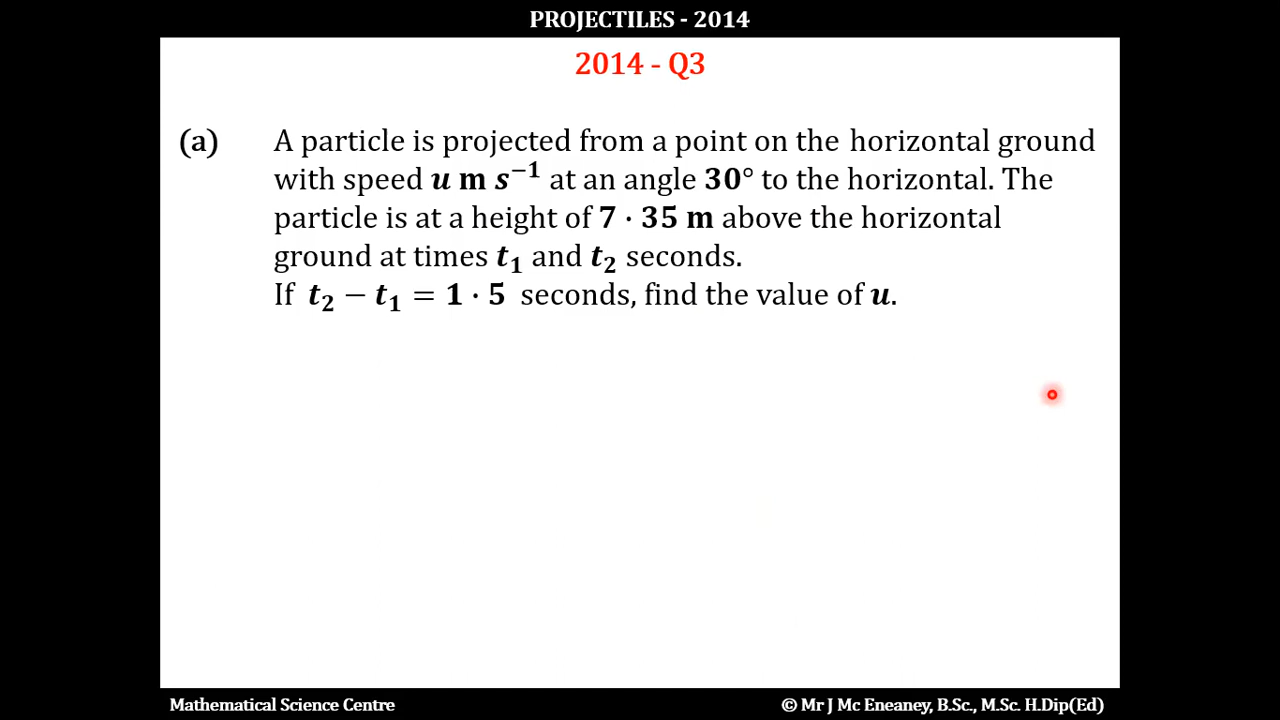 PROJECTILES - 2014
2014 - Q3
(a) A particle is projected from a point on the horizontal ground
with speed u m s⁻¹ at an angle 30° to the horizontal. The
particle is at a height of 7 · 35 m above the horizontal
ground at times t₁ and t₂ seconds.
If t₂ − t₁ = 1 · 5 seconds, find the value of u.
Mathematical Science Centre
© Mr J Mc Eneaney, B.Sc., M.Sc. H.Dip(Ed)